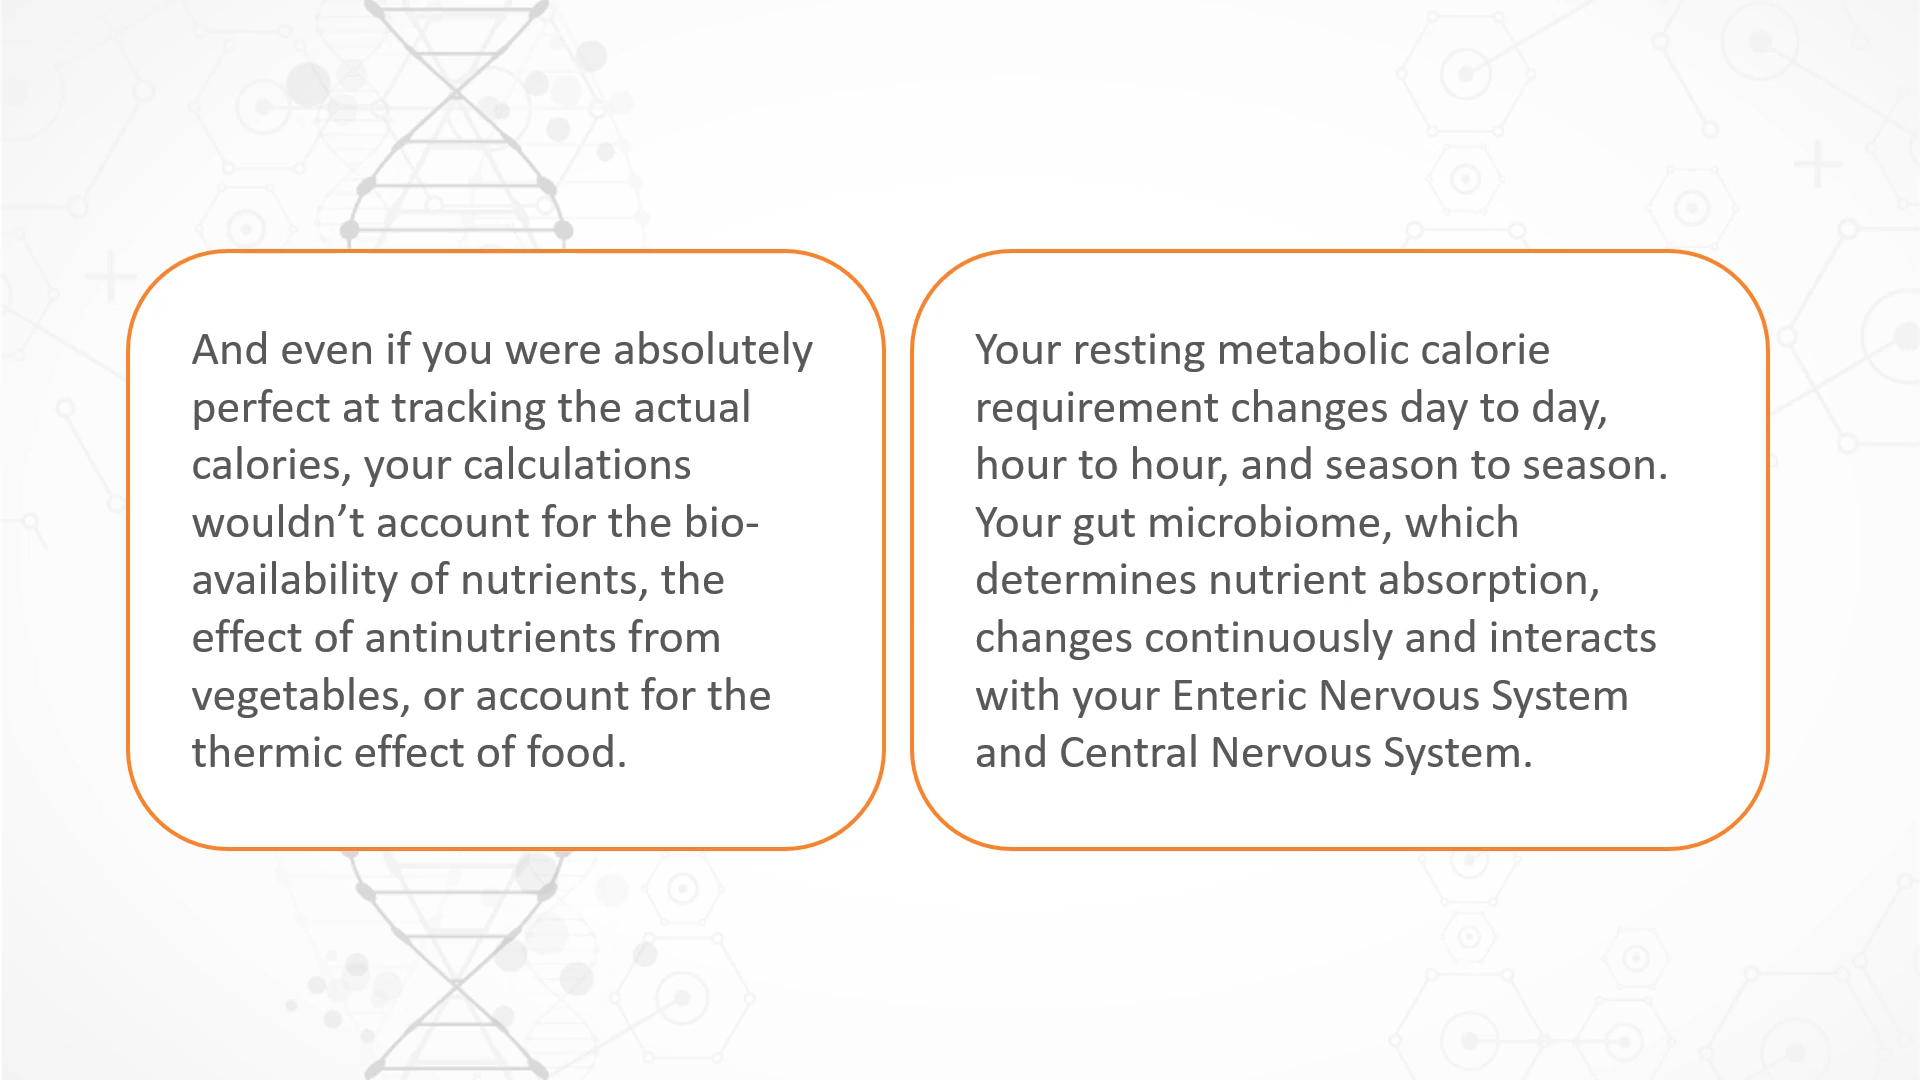 And even if you were absolutely
perfect at tracking the actual
calories, your calculations
wouldn’t account for the bio-
availability of nutrients, the
effect of antinutrients from
vegetables, or account for the
thermic effect of food.
Your resting metabolic calorie
requirement changes day to day,
hour to hour, and season to season.
Your gut microbiome, which
determines nutrient absorption,
changes continuously and interacts
with your Enteric Nervous System
and Central Nervous System.